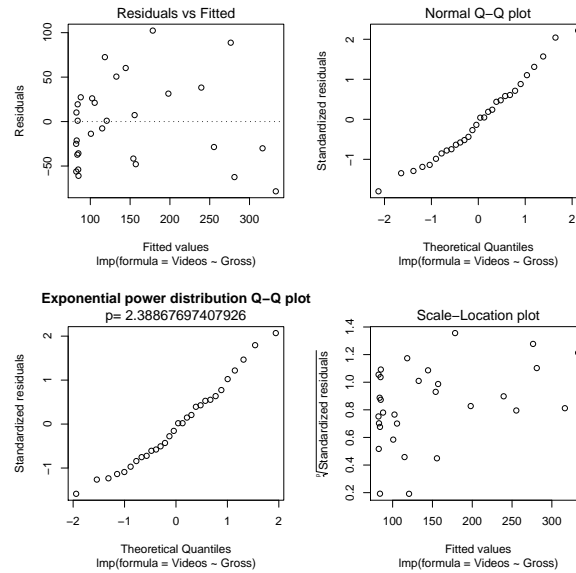 Residuals vs Fitted
Residuals
−50
0
50
100
100
150
200
250
300
Fitted values
lmp(formula = Videos ~ Gross)
Normal Q−Q plot
Standardized residuals
−1
0
1
2
−2
−1
0
1
2
Theoretical Quantiles
lmp(formula = Videos ~ Gross)
Exponential power distribution Q−Q plot
p= 2.38867697407926
Standardized residuals
−1
0
1
2
−2
−1
0
1
2
Theoretical Quantiles
lmp(formula = Videos ~ Gross)
Scale−Location plot
Standardized residuals
0.2
0.4
0.6
0.8
1.0
1.2
1.4
100
150
200
250
300
Fitted values
lmp(formula = Videos ~ Gross)